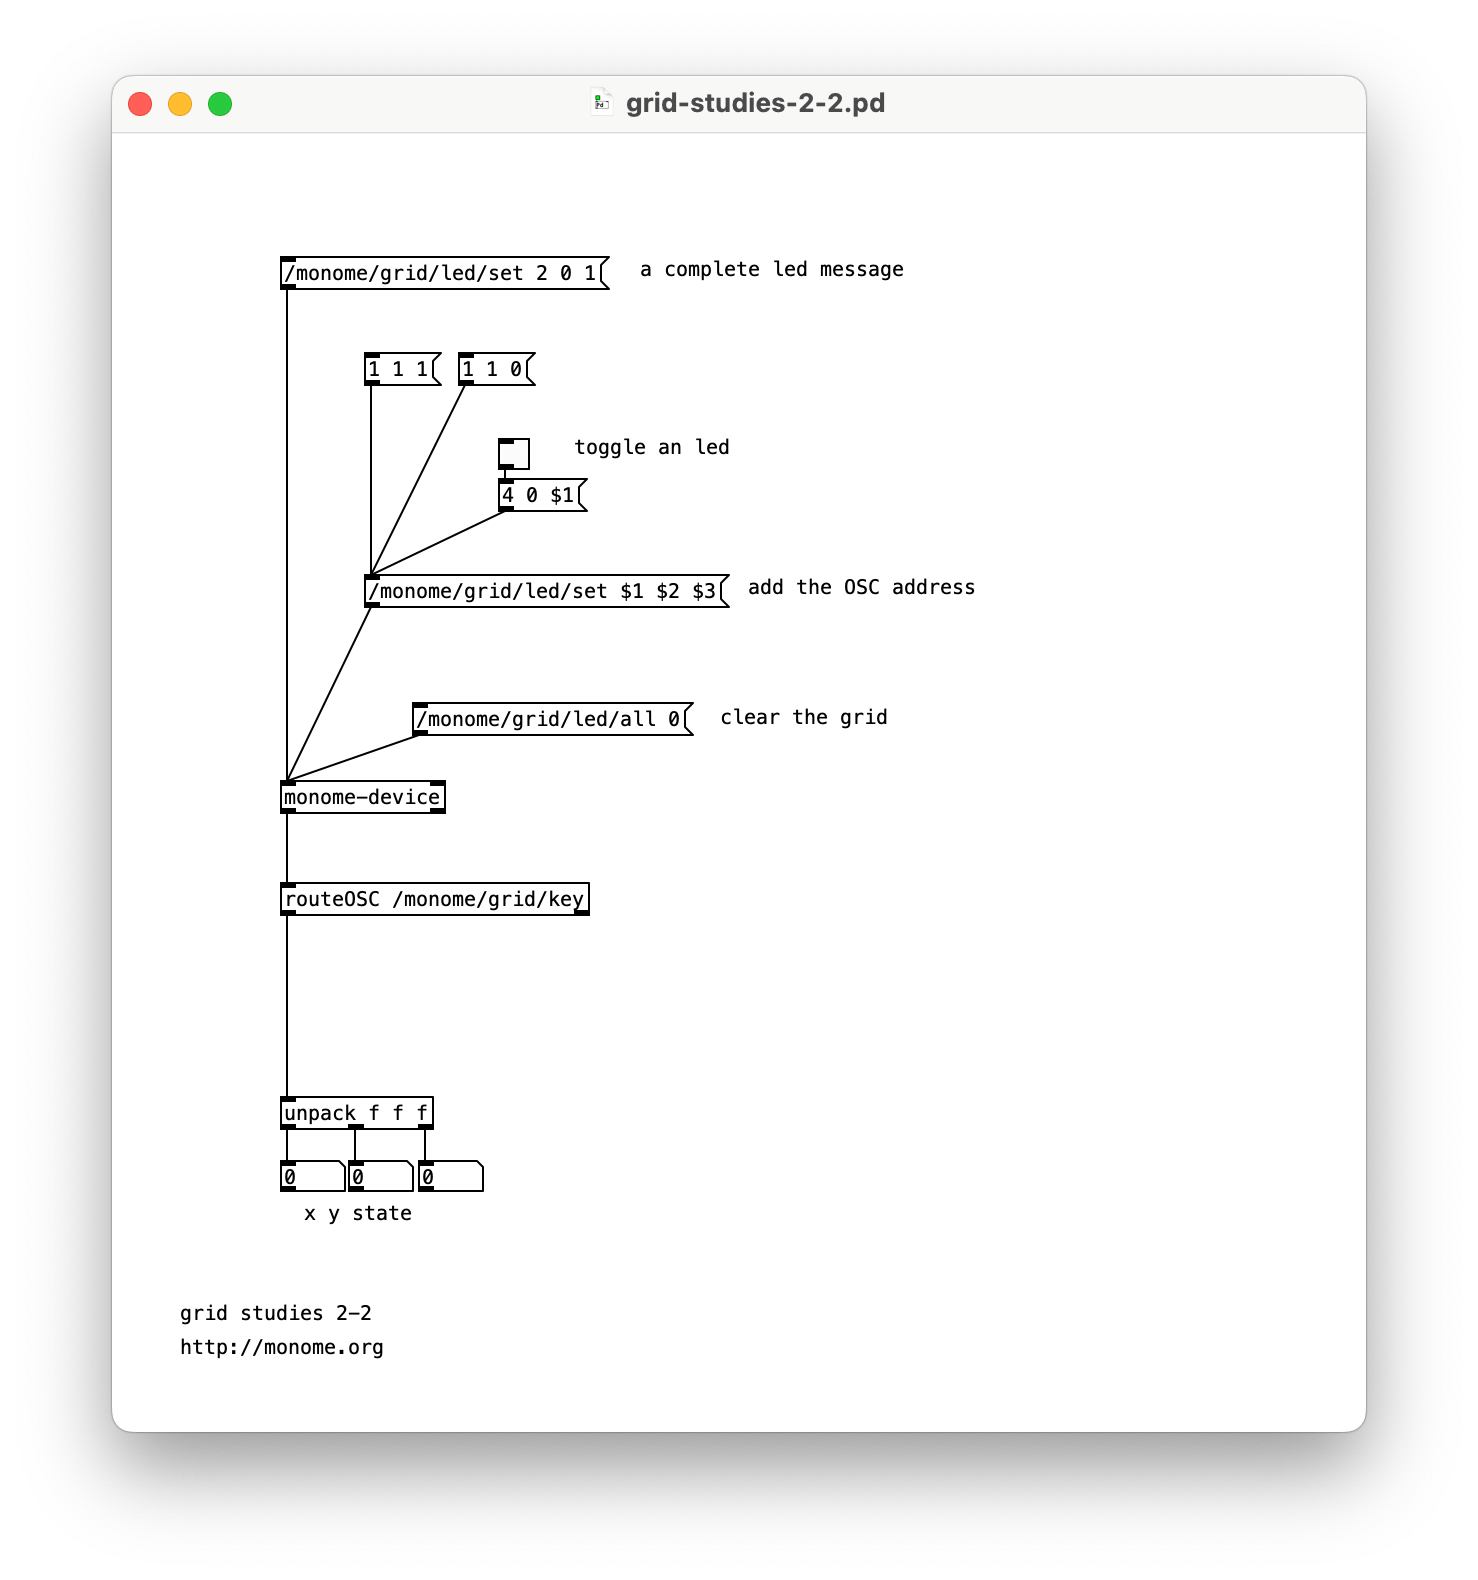 grid-studies-2-2.pd
/monome/grid/led/set 2 0 1 a complete led message
1 1 1 1 1 0
toggle an led
4 0 $1
/monome/grid/led/set $1 $2 $3 add the OSC address
/monome/grid/led/all 0 clear the grid
monome-device
routeOSC /monome/grid/key
unpack f f f
0 0 0
x y state
grid studies 2-2
http://monome.org